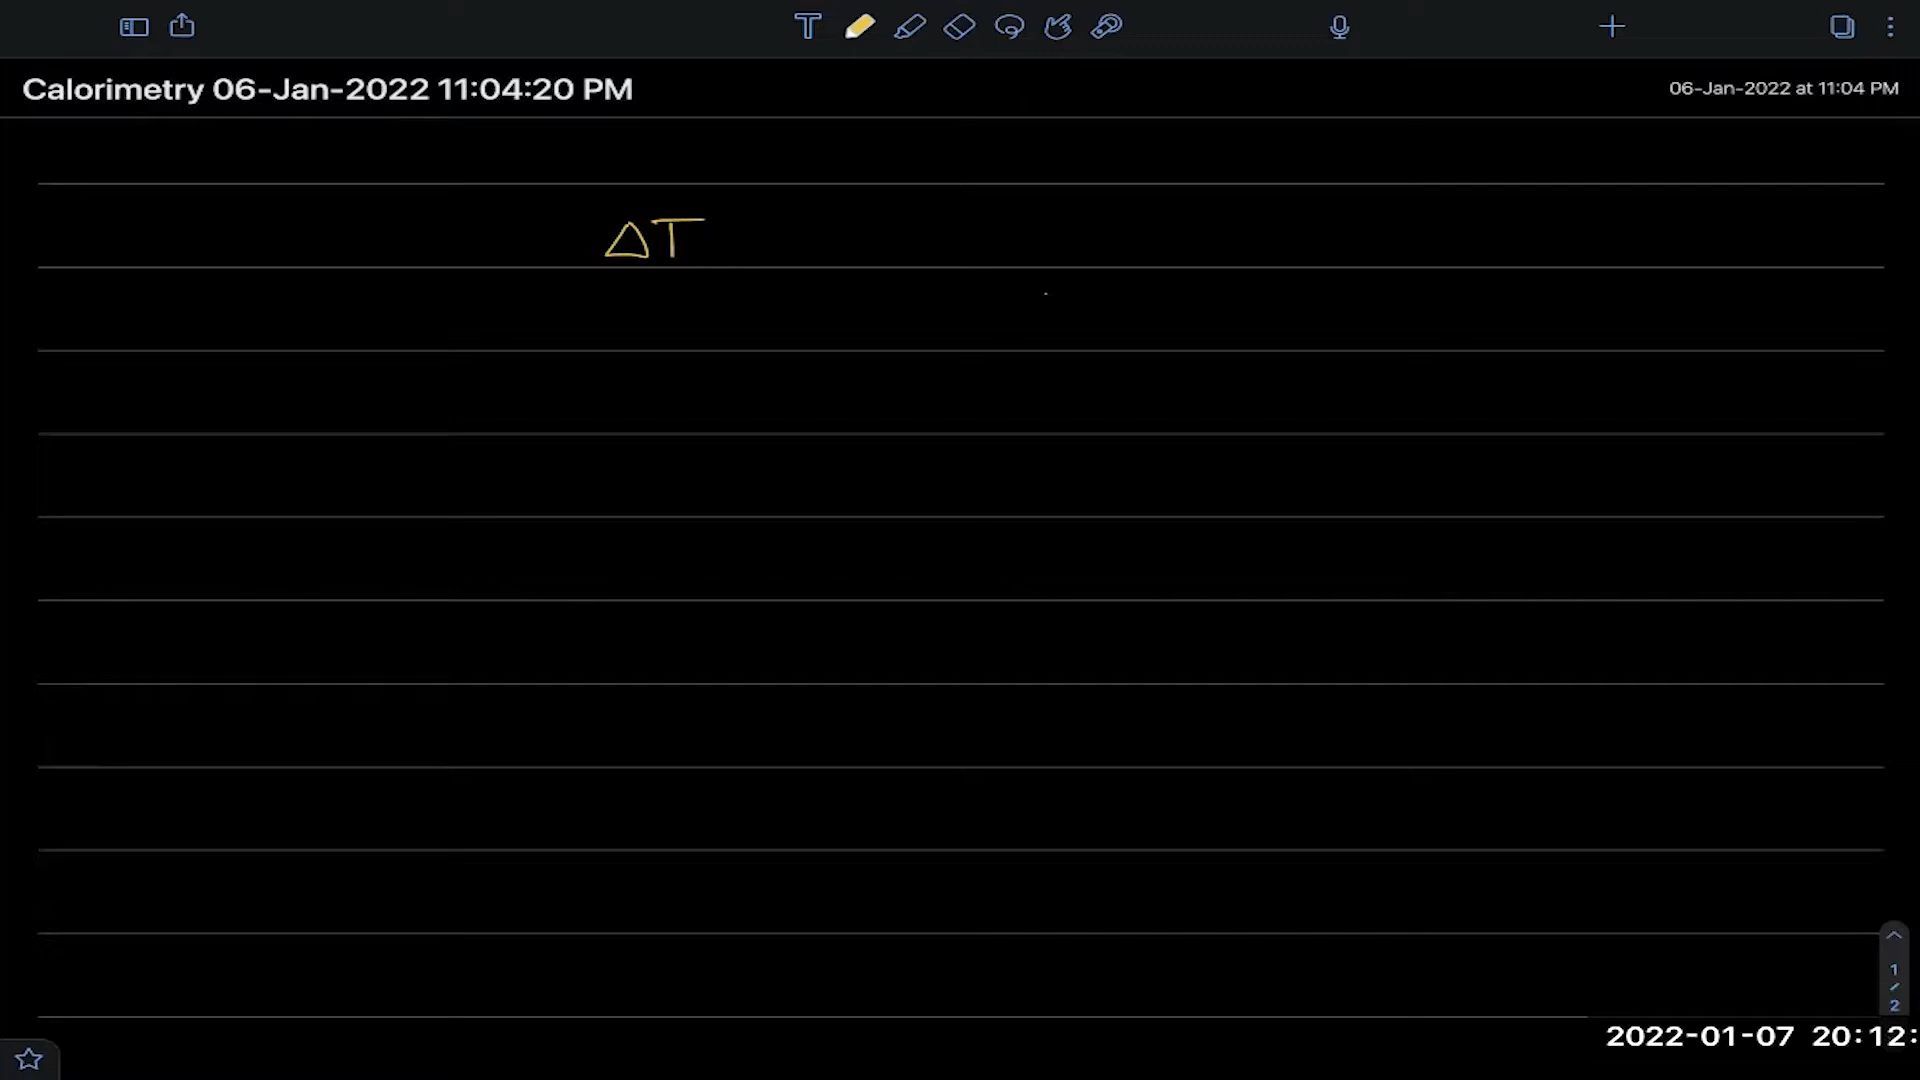 Calorimetry 06-Jan-2022 11:04:20 PM
06-Jan-2022 at 11:04 PM
ΔT
1
/
2
2022-01-07 20:12: